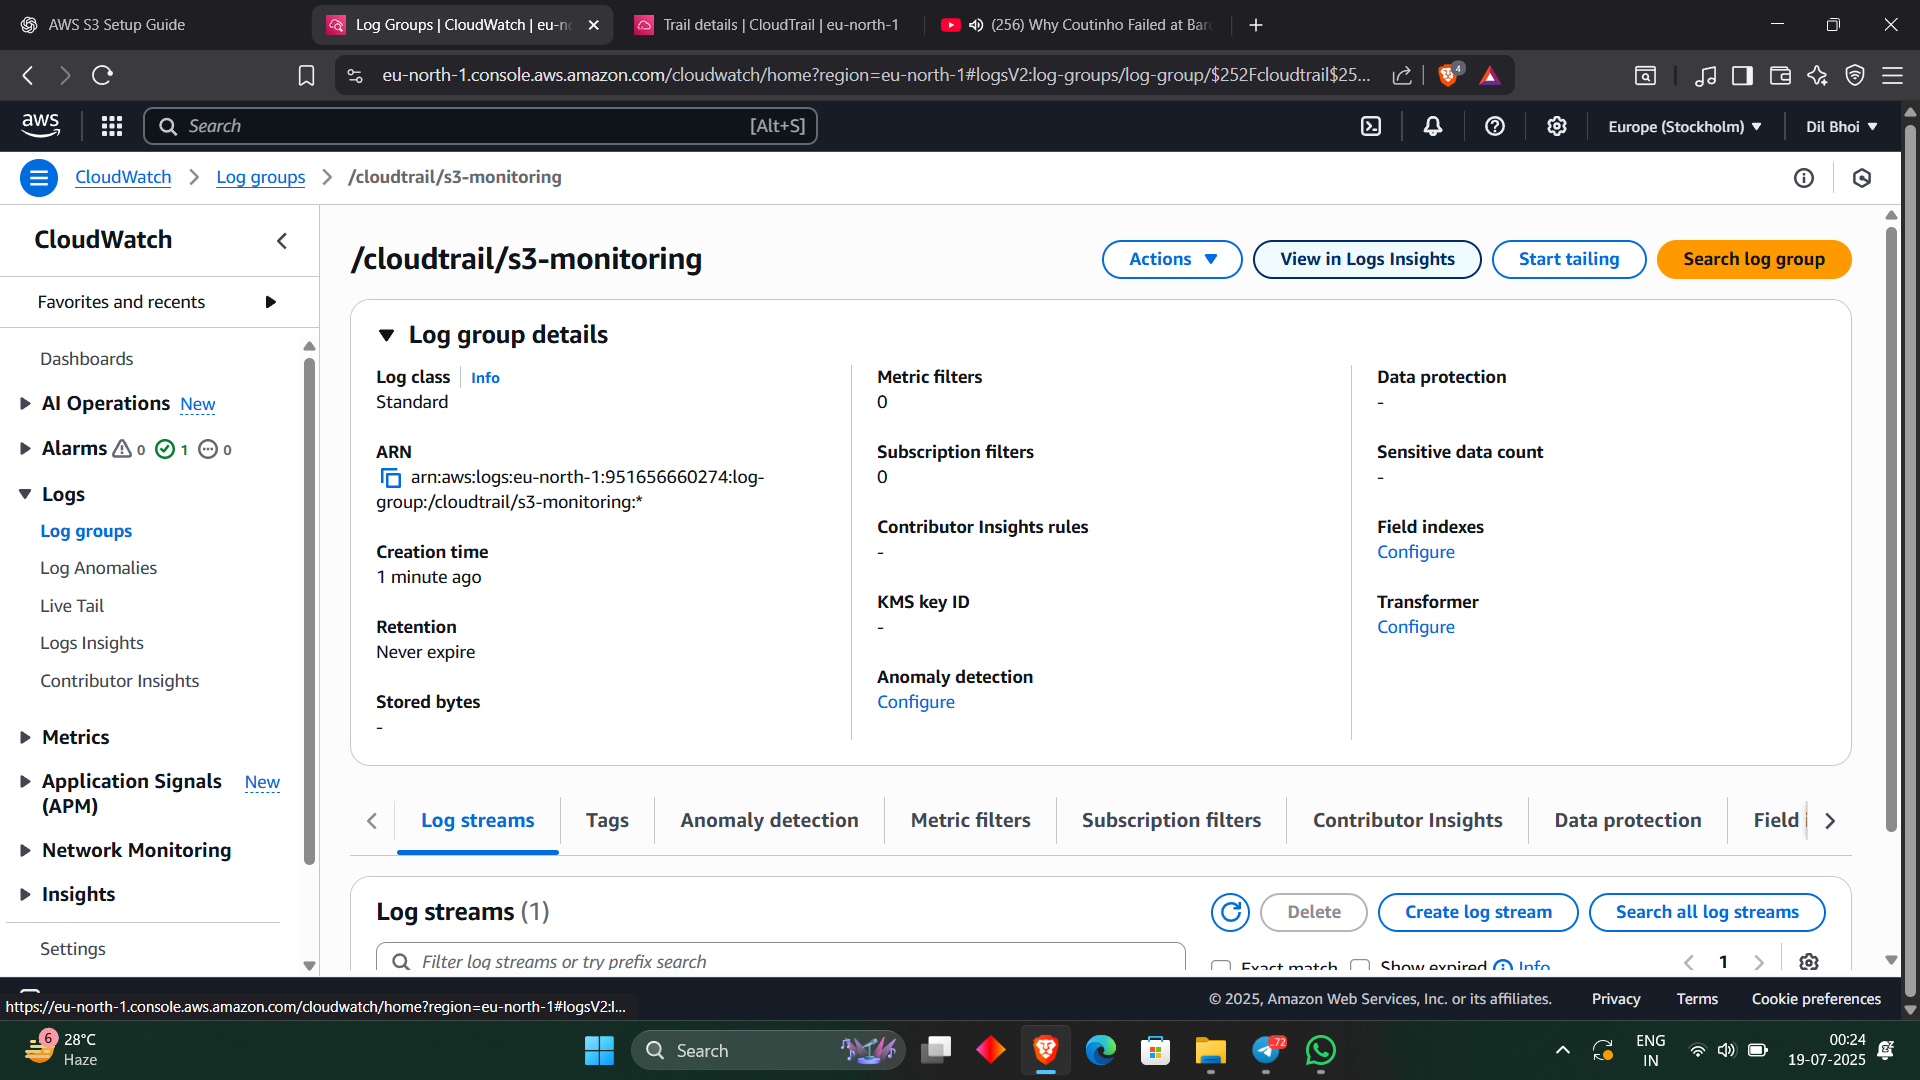 AWS S3 Setup Guide
Log Groups | CloudWatch | eu-no
Trail details | CloudTrail | eu-north-1
(256) Why Coutinho Failed at Barc
eu-north-1.console.aws.amazon.com/cloudwatch/home?region=eu-north-1#logsV2:log-groups/log-group/$252Fcloudtrail$25...
4
aws
Search
[Alt+S]
Europe (Stockholm)
Dil Bhoi
CloudWatch
Log groups
/cloudtrail/s3-monitoring
CloudWatch
Favorites and recents
Dashboards
AI Operations New
Alarms 0 1 0
Logs
Log groups
Log Anomalies
Live Tail
Logs Insights
Contributor Insights
Metrics
Application Signals New
(APM)
Network Monitoring
Insights
Settings
/cloudtrail/s3-monitoring
Actions
View in Logs Insights
Start tailing
Search log group
Log group details
Log class Info
Standard
ARN
arn:aws:logs:eu-north-1:951656660274:log-
group:/cloudtrail/s3-monitoring:*
Creation time
1 minute ago
Retention
Never expire
Stored bytes
-
Metric filters
0
Subscription filters
0
Contributor Insights rules
-
KMS key ID
-
Anomaly detection
Configure
Data protection
-
Sensitive data count
-
Field indexes
Configure
Transformer
Configure
Log streams
Tags
Anomaly detection
Metric filters
Subscription filters
Contributor Insights
Data protection
Field
Log streams (1)
Delete
Create log stream
Search all log streams
Filter log streams or try prefix search
Exact match
Show expired
Info
1
https://eu-north-1.console.aws.amazon.com/cloudwatch/home?region=eu-north-1#logsV2:l...
© 2025, Amazon Web Services, Inc. or its affiliates.
Privacy
Terms
Cookie preferences
6
28°C
Haze
Search
72
ENG
IN
00:24
19-07-2025